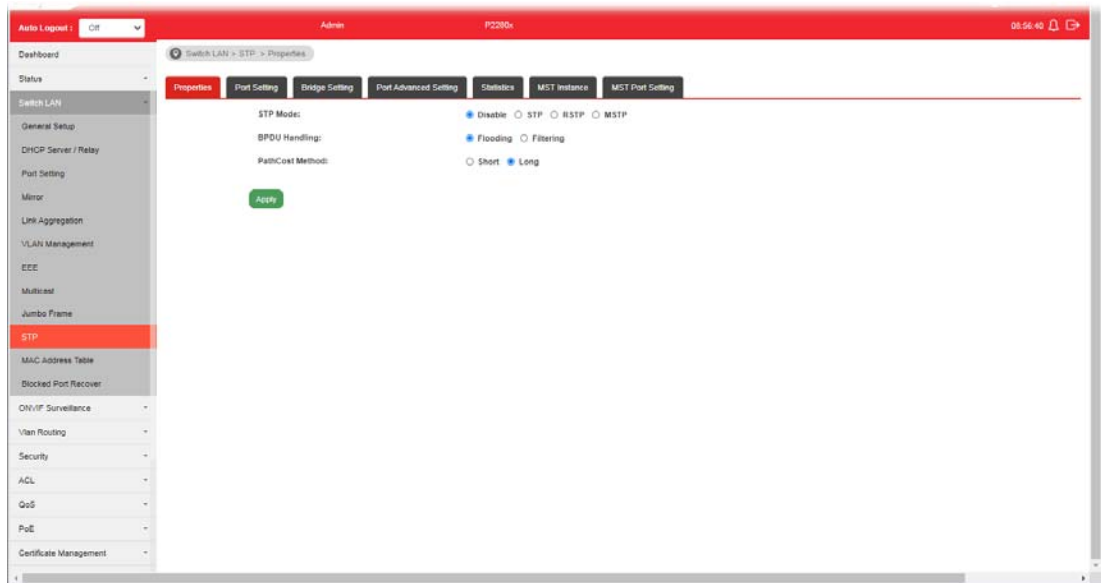 Auto Logout : Off Admin P2280x 08:56:40
Dashboard
Switch LAN > STP > Properties
Status
Properties Port Setting Bridge Setting Port Advanced Setting Statistics MST Instance MST Port Setting
Switch LAN
STP Mode: Disable STP RSTP MSTP
General Setup
BPDU Handling: Flooding Filtering
DHCP Server / Relay
PathCost Method: Short Long
Port Setting
Mirror
Apply
Link Aggregation
VLAN Management
EEE
Multicast
Jumbo Frame
STP
MAC Address Table
Blocked Port Recover
ONVIF Surveillance
Vlan Routing
Security
ACL
QoS
PoE
Certificate Management